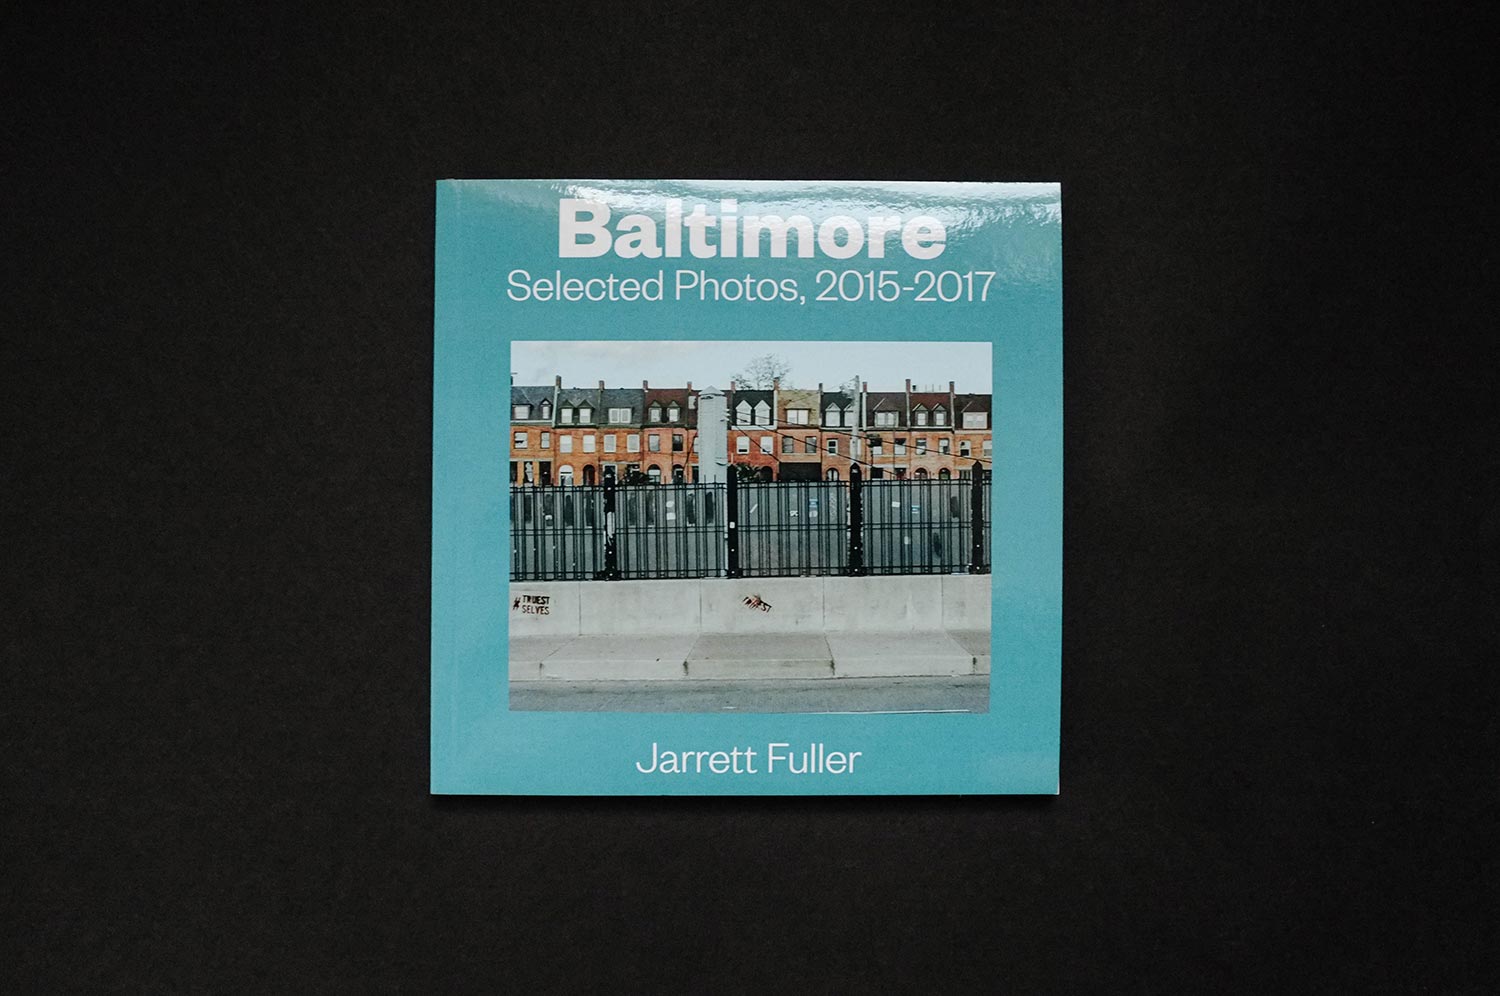 Baltimore
Selected Photos, 2015-2017
# TRUEST
SELVES
Jarrett Fuller